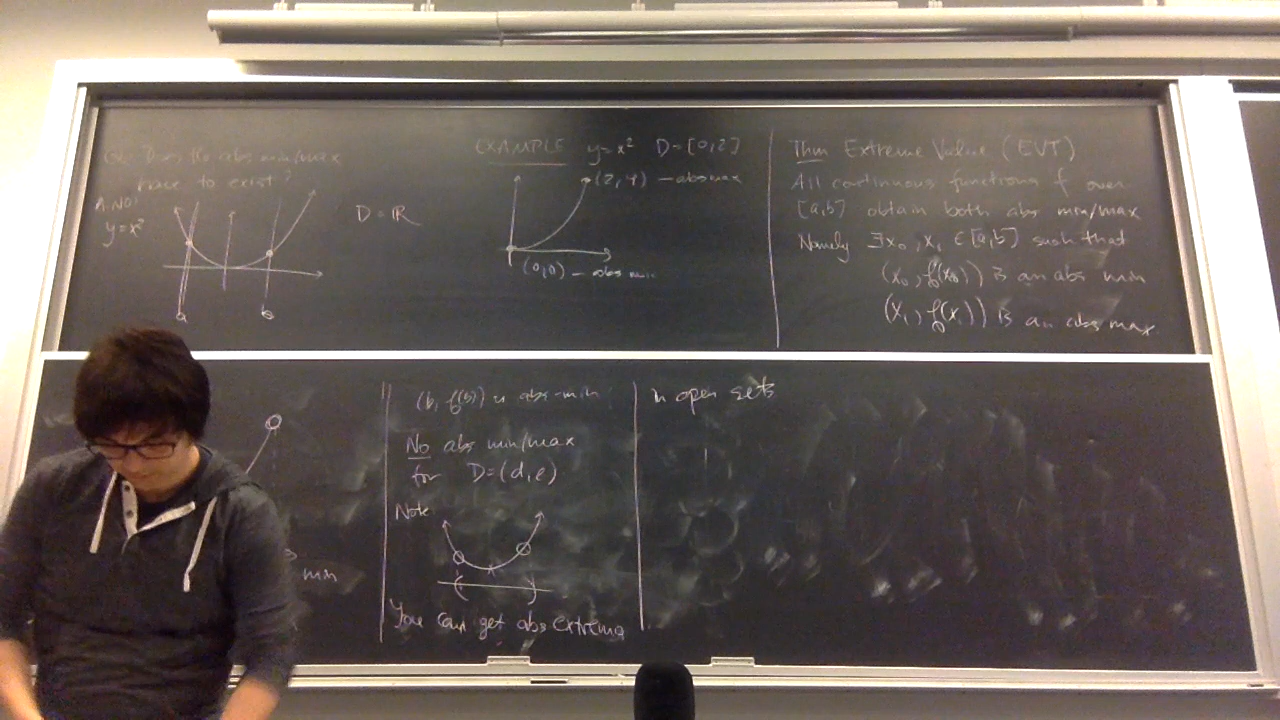 Q: Does the abs min/max
have to exist?
A: NO!
y=x²
D=ℝ
a
b
EXAMPLE y=x² D=[0,2]
(2,4) — abs max
(0,0) — abs min
Thm Extreme Value (EVT)
All continuous functions f over
[a,b] obtain both abs min/max
Namely ∃x₀,x₁ ∈[a,b] such that
(x₀, f(x₀)) is an abs min
(x₁, f(x₁)) is an abs max
min
(b, f(b)) is abs-min
No abs min/max
for D=(d,e)
Note
You can get abs extrema
in open sets